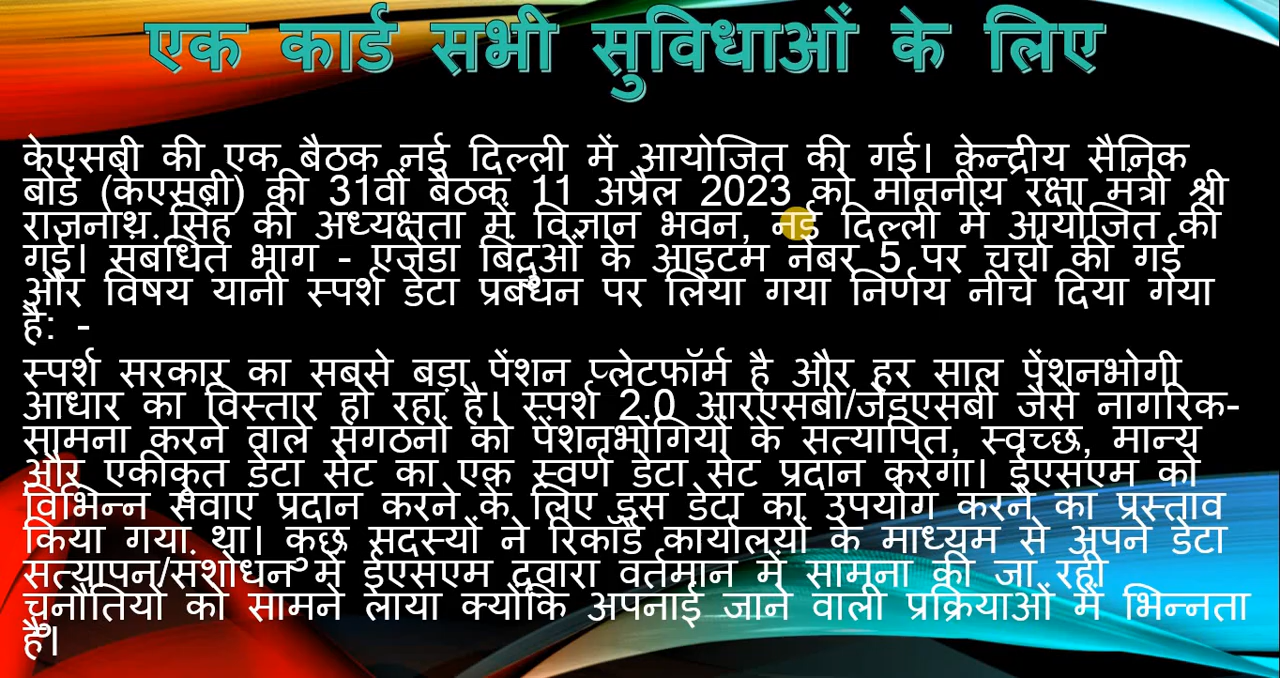 एक कार्ड सभी सुविधाओं के लिए
केएसबी की एक बैठक नई दिल्ली में आयोजित की गई। केन्द्रीय सैनिक
बोर्ड (केएसबी) की 31वीं बैठक 11 अप्रैल 2023 को माननीय रक्षा मंत्री श्री
राजनाथ सिंह की अध्यक्षता में विज्ञान भवन, नई दिल्ली में आयोजित की
गई। संबंधित भाग - एजेंडा बिंदुओं के आइटम नंबर 5 पर चर्चा की गई
और विषय यानी स्पर्श डेटा प्रबंधन पर लिया गया निर्णय नीचे दिया गया
है: -
स्पर्श सरकार का सबसे बड़ा पेंशन प्लेटफॉर्म है और हर साल पेंशनभोगी
आधार का विस्तार हो रहा है। स्पर्श 2.0 आरएसबी/जेडएसबी जैसे नागरिक-
सामना करने वाले संगठनों को पेंशनभोगियों के सत्यापित, स्वच्छ, मान्य
और एकीकृत डेटा सेट का एक स्वर्ण डेटा सेट प्रदान करेगा। ईएसएम को
विभिन्न सेवाएं प्रदान करने के लिए इस डेटा का उपयोग करने का प्रस्ताव
किया गया था। कुछ सदस्यों ने रिकॉर्ड कार्यालयों के माध्यम से अपने डेटा
सत्यापन/संशोधन में ईएसएम द्वारा वर्तमान में सामना की जा रही
चुनौतियों को सामने लाया क्योंकि अपनाई जाने वाली प्रक्रियाओं में भिन्नता
है।